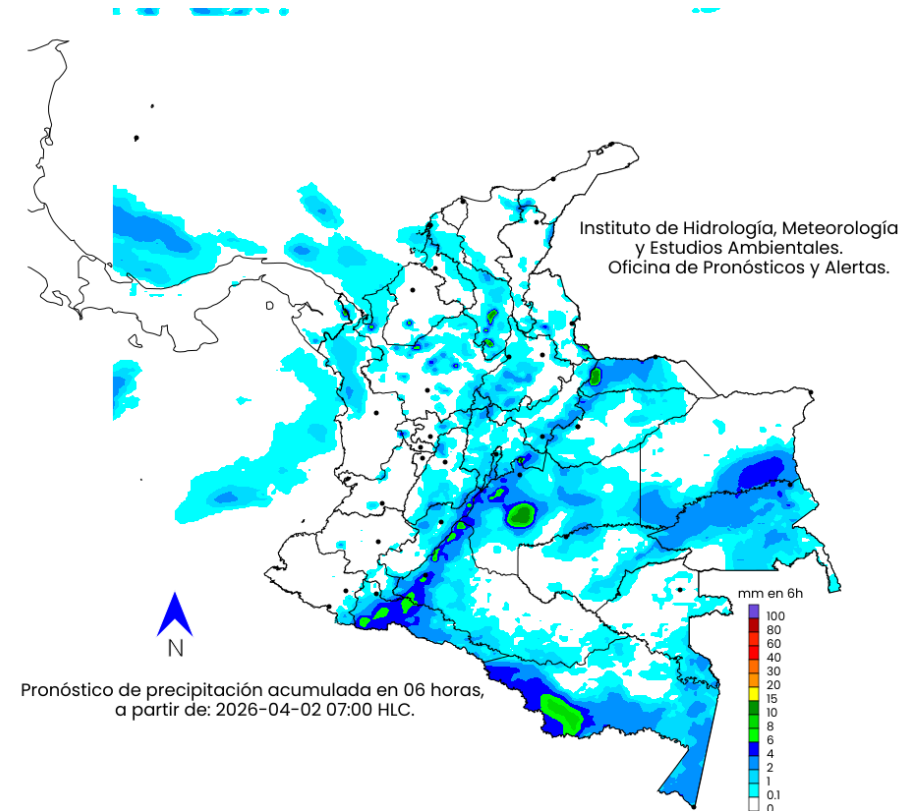 Instituto de Hidrología, Meteorología
y Estudios Ambientales.
Oficina de Pronósticos y Alertas.
mm en 6h
100
80
60
40
30
20
15
10
8
6
4
2
1
0.1
0
N
Pronóstico de precipitación acumulada en 06 horas,
a partir de: 2026-04-02 07:00 HLC.